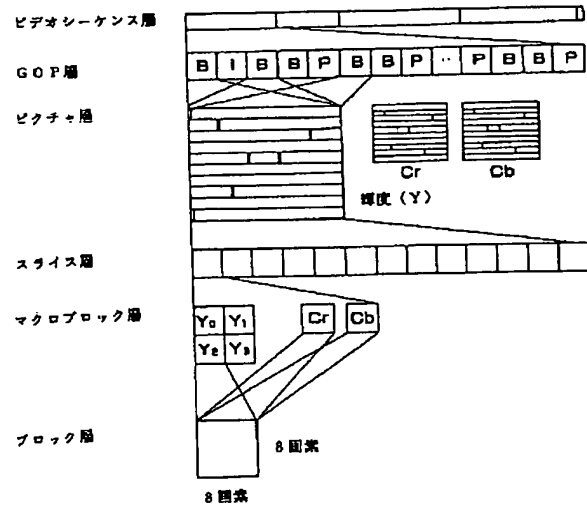 ビデオシーケンス層
GOP層
B I B B P B B P ‥ P B B P
ピクチャ層
Cr
Cb
輝度（Y）
スライス層
マクロブロック層
Y0 Y1
Cr
Cb
Y2 Y3
ブロック層
8画素
8画素